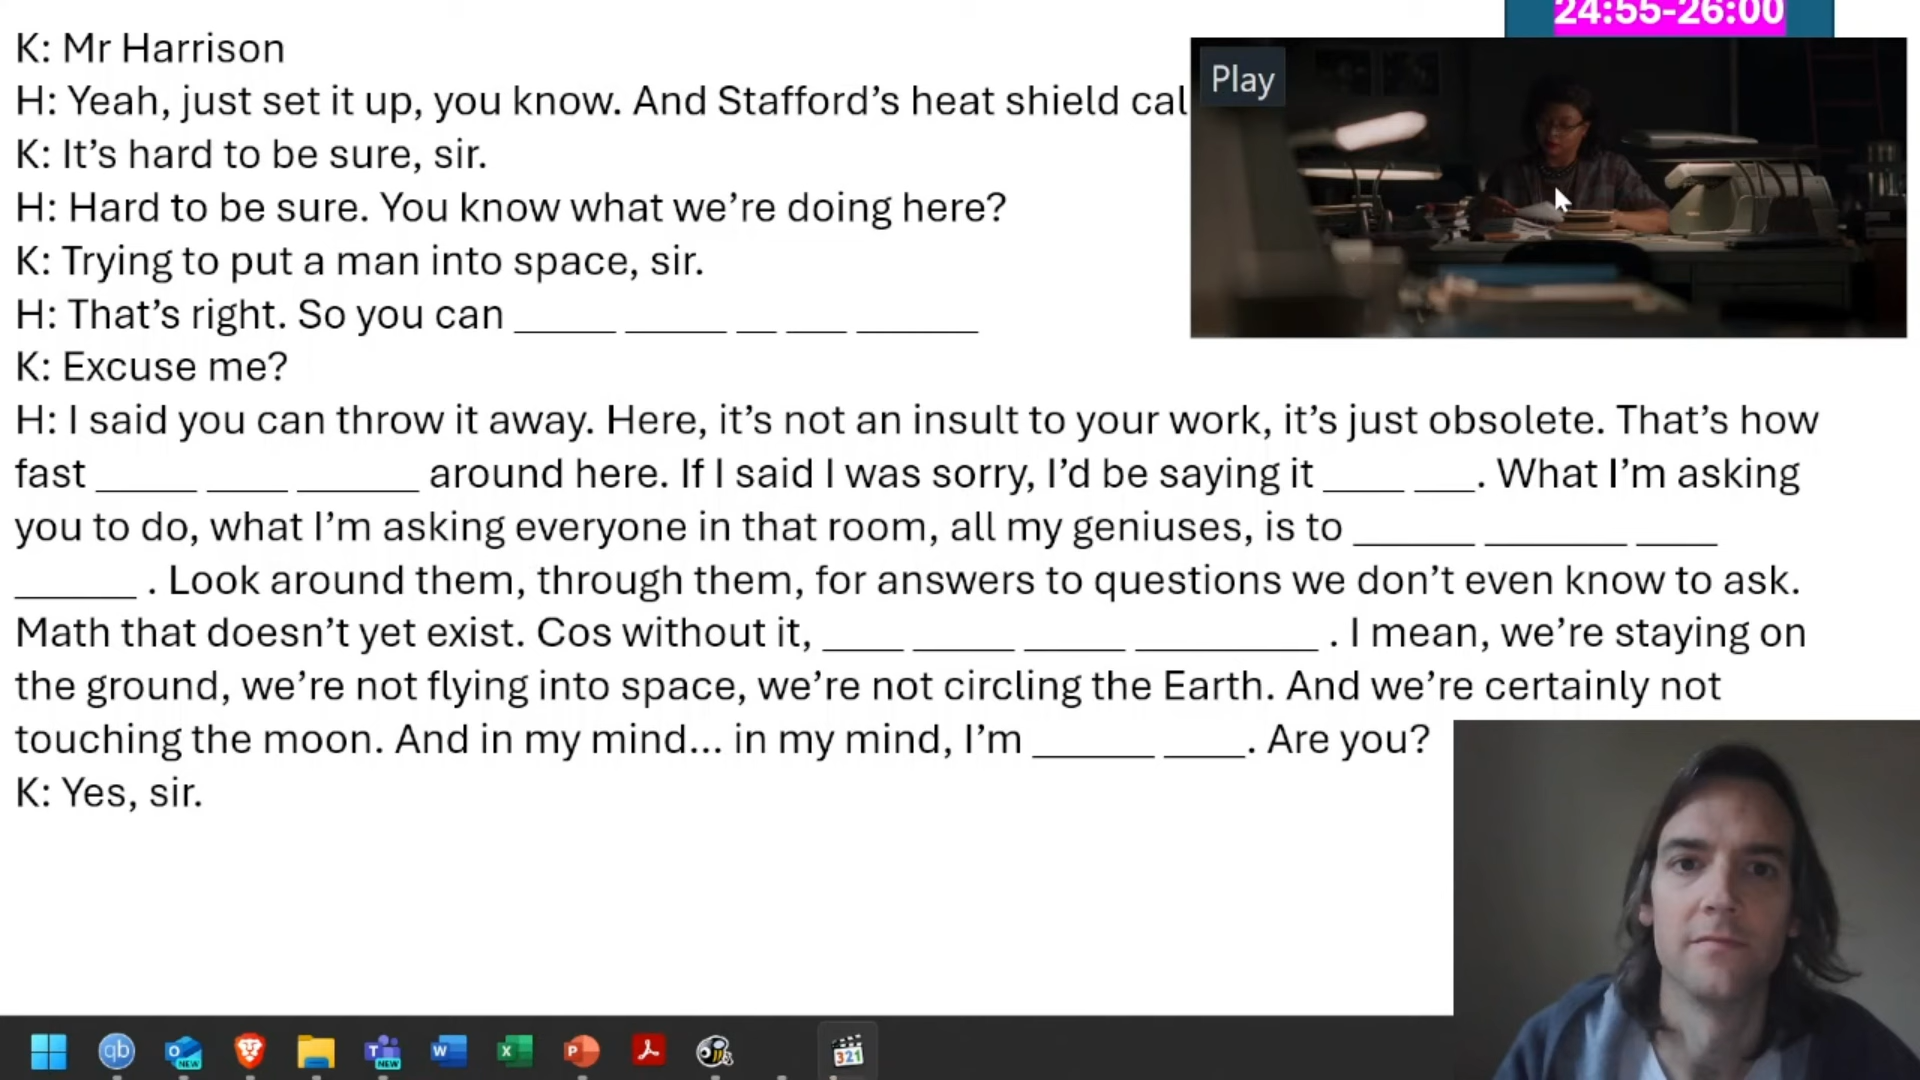 24:55-26:00
K: Mr Harrison
Play
H: Yeah, just set it up, you know. And Stafford’s heat shield cal
K: It’s hard to be sure, sir.
H: Hard to be sure. You know what we’re doing here?
K: Trying to put a man into space, sir.
H: That’s right. So you can _____ _____ __ ___ ______
K: Excuse me?
H: I said you can throw it away. Here, it’s not an insult to your work, it’s just obsolete. That’s how
fast _____ ____ ______ around here. If I said I was sorry, I’d be saying it ____ ___. What I’m asking
you to do, what I’m asking everyone in that room, all my geniuses, is to ______ _______ ____
______ . Look around them, through them, for answers to questions we don’t even know to ask.
Math that doesn’t yet exist. Cos without it, ____ _____ _____ _________ . I mean, we’re staying on
the ground, we’re not flying into space, we’re not circling the Earth. And we’re certainly not
touching the moon. And in my mind… in my mind, I’m ______ ____. Are you?
K: Yes, sir.
qb
O NEW
T NEW
W
X
P
321